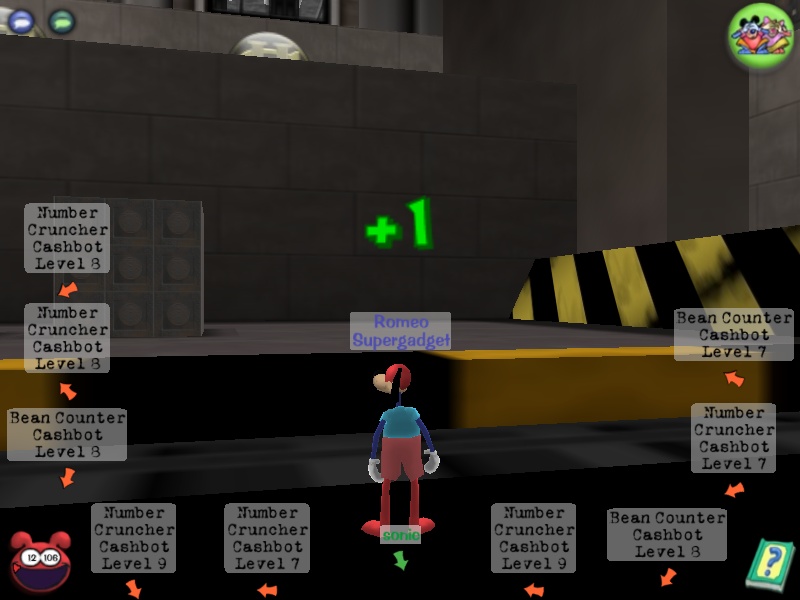 +1
Number
Cruncher
Cashbot
Level 8
Number
Cruncher
Cashbot
Level 8
Romeo
Supergadget
Bean Counter
Cashbot
Level 7
Bean Counter
Cashbot
Level 8
Number
Cruncher
Cashbot
Level 7
Number
Cruncher
Cashbot
Level 9
Number
Cruncher
Cashbot
Level 7
sonic
Number
Cruncher
Cashbot
Level 9
Bean Counter
Cashbot
Level 8
12 106
?